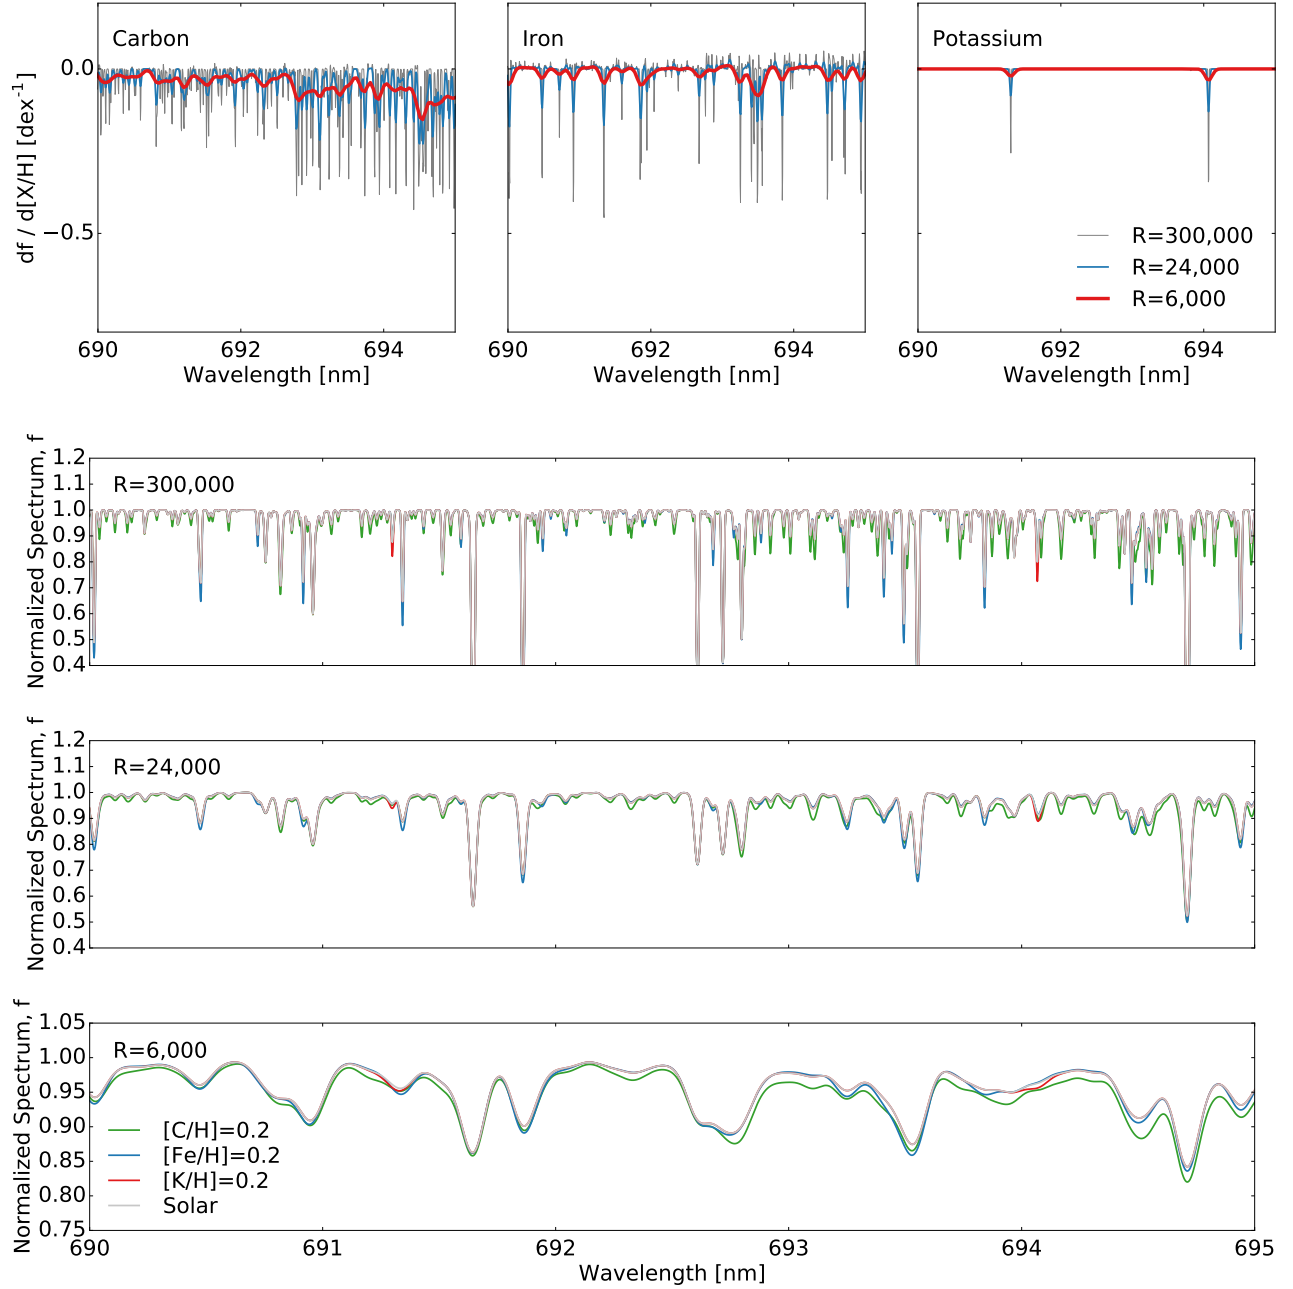 Carbon
Iron
Potassium
df / d[X/H] [dex⁻¹]
0.0
−0.5
R=300,000
R=24,000
R=6,000
690 692 694
690 692 694
690 692 694
Wavelength [nm]
Wavelength [nm]
Wavelength [nm]
Normalized Spectrum, f
1.2
1.1
1.0
0.9
0.8
0.7
0.6
0.5
0.4
R=300,000
Normalized Spectrum, f
1.2
1.1
1.0
0.9
0.8
0.7
0.6
0.5
0.4
R=24,000
Normalized Spectrum, f
1.05
1.00
0.95
0.90
0.85
0.80
0.75
R=6,000
[C/H]=0.2
[Fe/H]=0.2
[K/H]=0.2
Solar
690 691 692 693 694 695
Wavelength [nm]